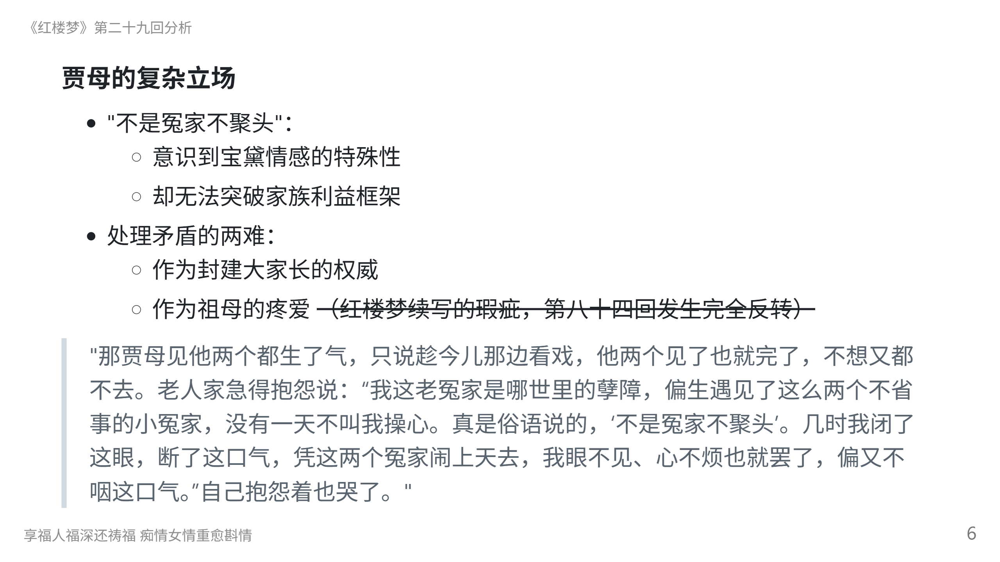 《红楼梦》第二十九回分析
贾母的复杂立场
• "不是冤家不聚头"：
○ 意识到宝黛情感的特殊性
○ 却无法突破家族利益框架
• 处理矛盾的两难：
○ 作为封建大家长的权威
○ 作为祖母的疼爱 （红楼梦续写的瑕疵，第八十四回发生完全反转）
"那贾母见他两个都生了气，只说趁今儿那边看戏，他两个见了也就完了，不想又都
不去。老人家急得抱怨说：“我这老冤家是哪世里的孽障，偏生遇见了这么两个不省
事的小冤家，没有一天不叫我操心。真是俗语说的，‘不是冤家不聚头’。几时我闭了
这眼，断了这口气，凭这两个冤家闹上天去，我眼不见、心不烦也就罢了，偏又不
咽这口气。”自己抱怨着也哭了。"
享福人福深还祷福 痴情女情重愈斟情
6